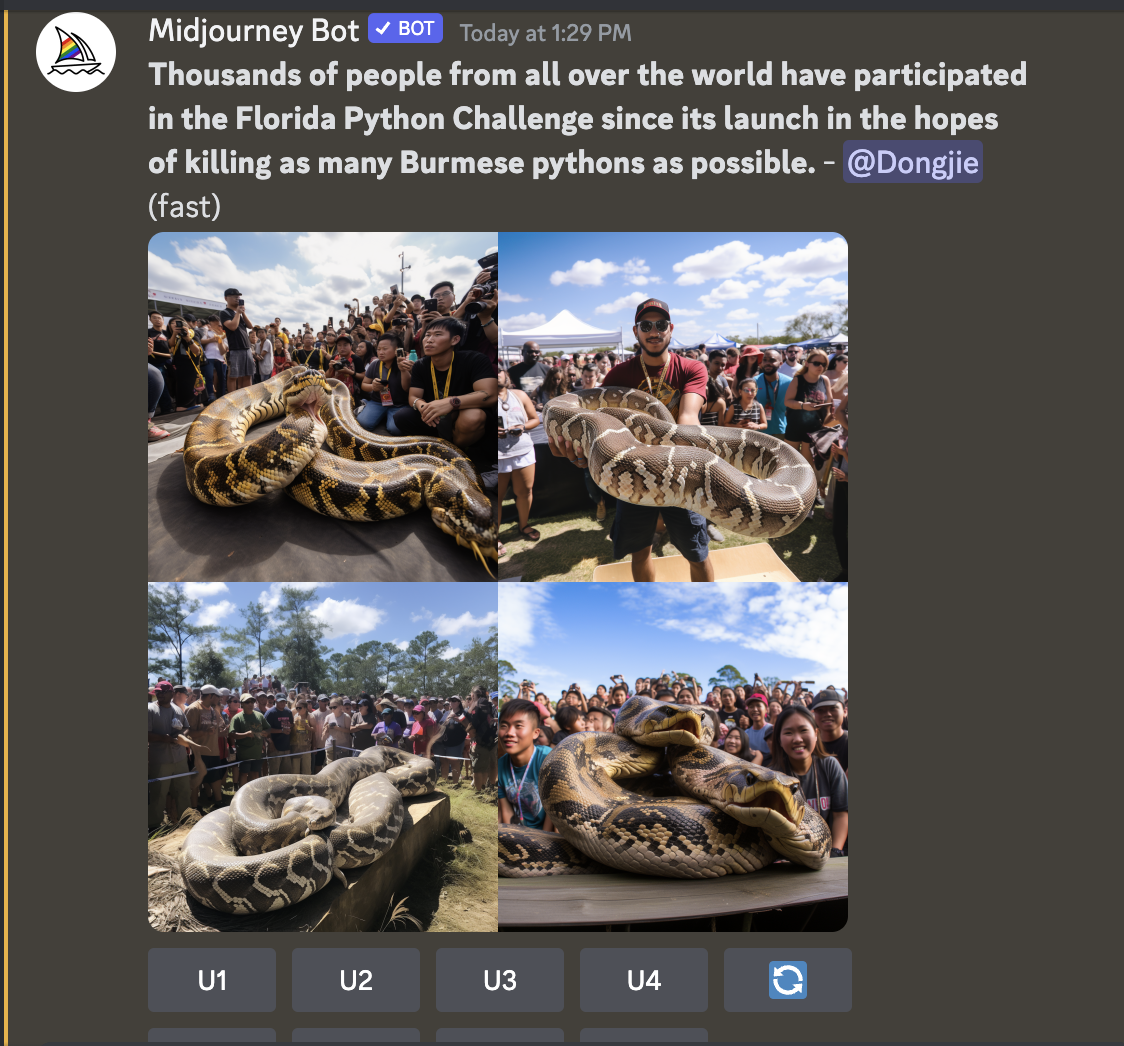 Midjourney Bot ✓ BOT Today at 1:29 PM
Thousands of people from all over the world have participated
in the Florida Python Challenge since its launch in the hopes
of killing as many Burmese pythons as possible. - @Dongjie
(fast)
U1 U2 U3 U4